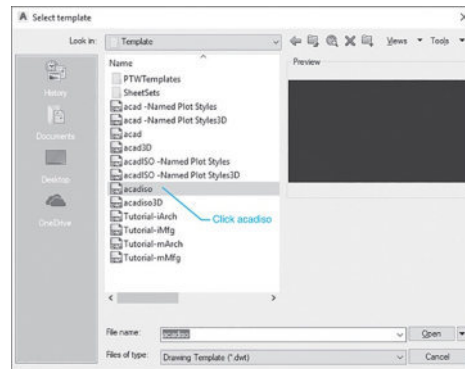 Select template
Look in:
Template
Views
Tools
History
Documents
Desktop
OneDrive
Name
PTWTemplates
SheetSets
acad -Named Plot Styles
acad -Named Plot Styles3D
acad
acad3D
acadISO -Named Plot Styles
acadISO -Named Plot Styles3D
acadiso
acadiso3D
Tutorial-iArch
Tutorial-iMfg
Tutorial-mArch
Tutorial-mMfg
Click acadiso
Preview
File name:
acadiso
Open
Files of type:
Drawing Template (*.dwt)
Cancel